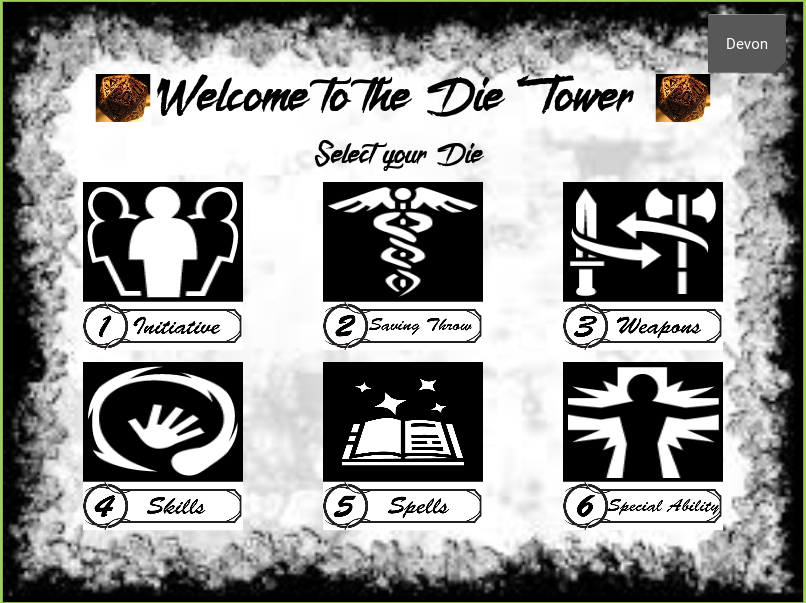 Devon
Welcome To The Die Tower
Select your Die
1 Initiative
2 Saving Throw
3 Weapons
4 Skills
5 Spells
6 Special Ability